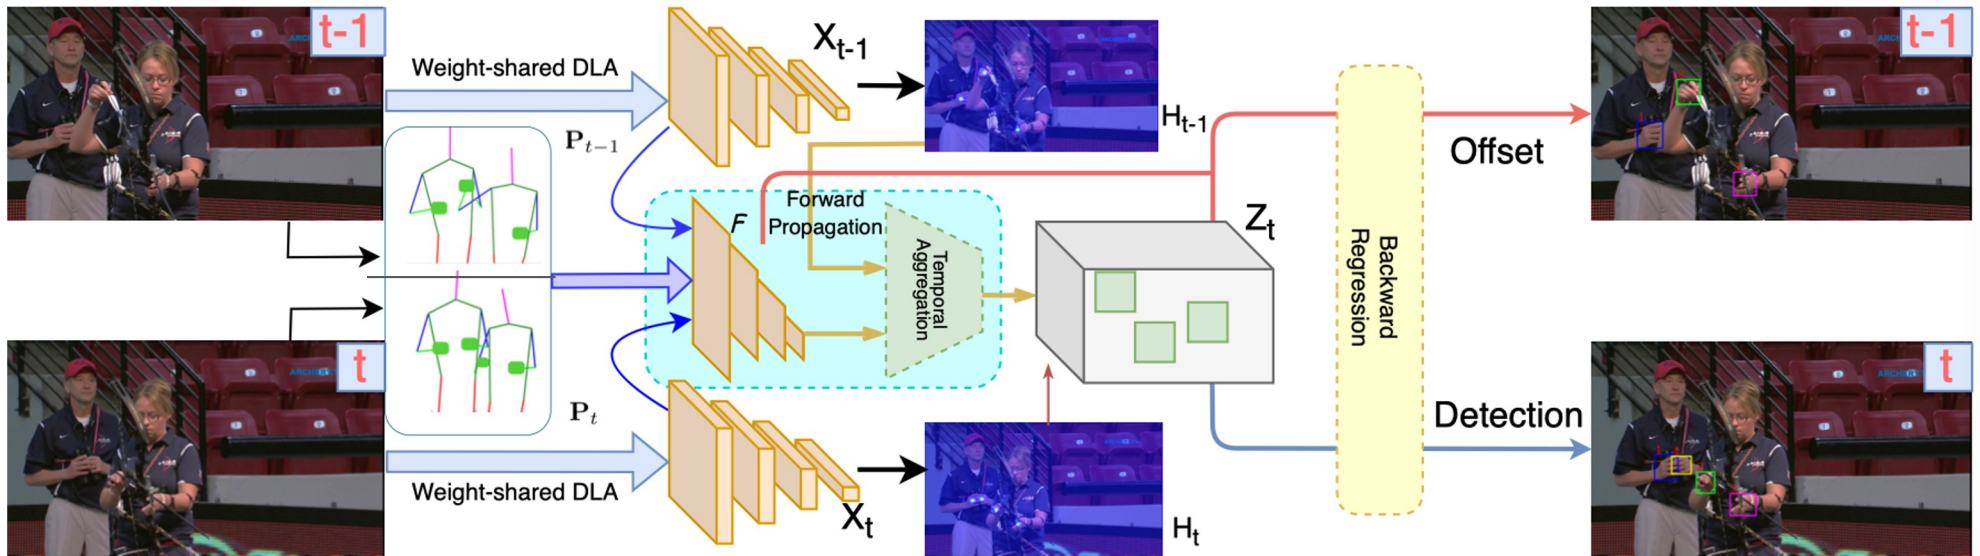 t-1
Weight-shared DLA
X_{t-1}
H_{t-1}
P_{t-1}
F
Forward
Propagation
Temporal
Aggregation
Z_t
Backward
Regression
Offset
t-1
t
P_t
Weight-shared DLA
X_t
H_t
Detection
t